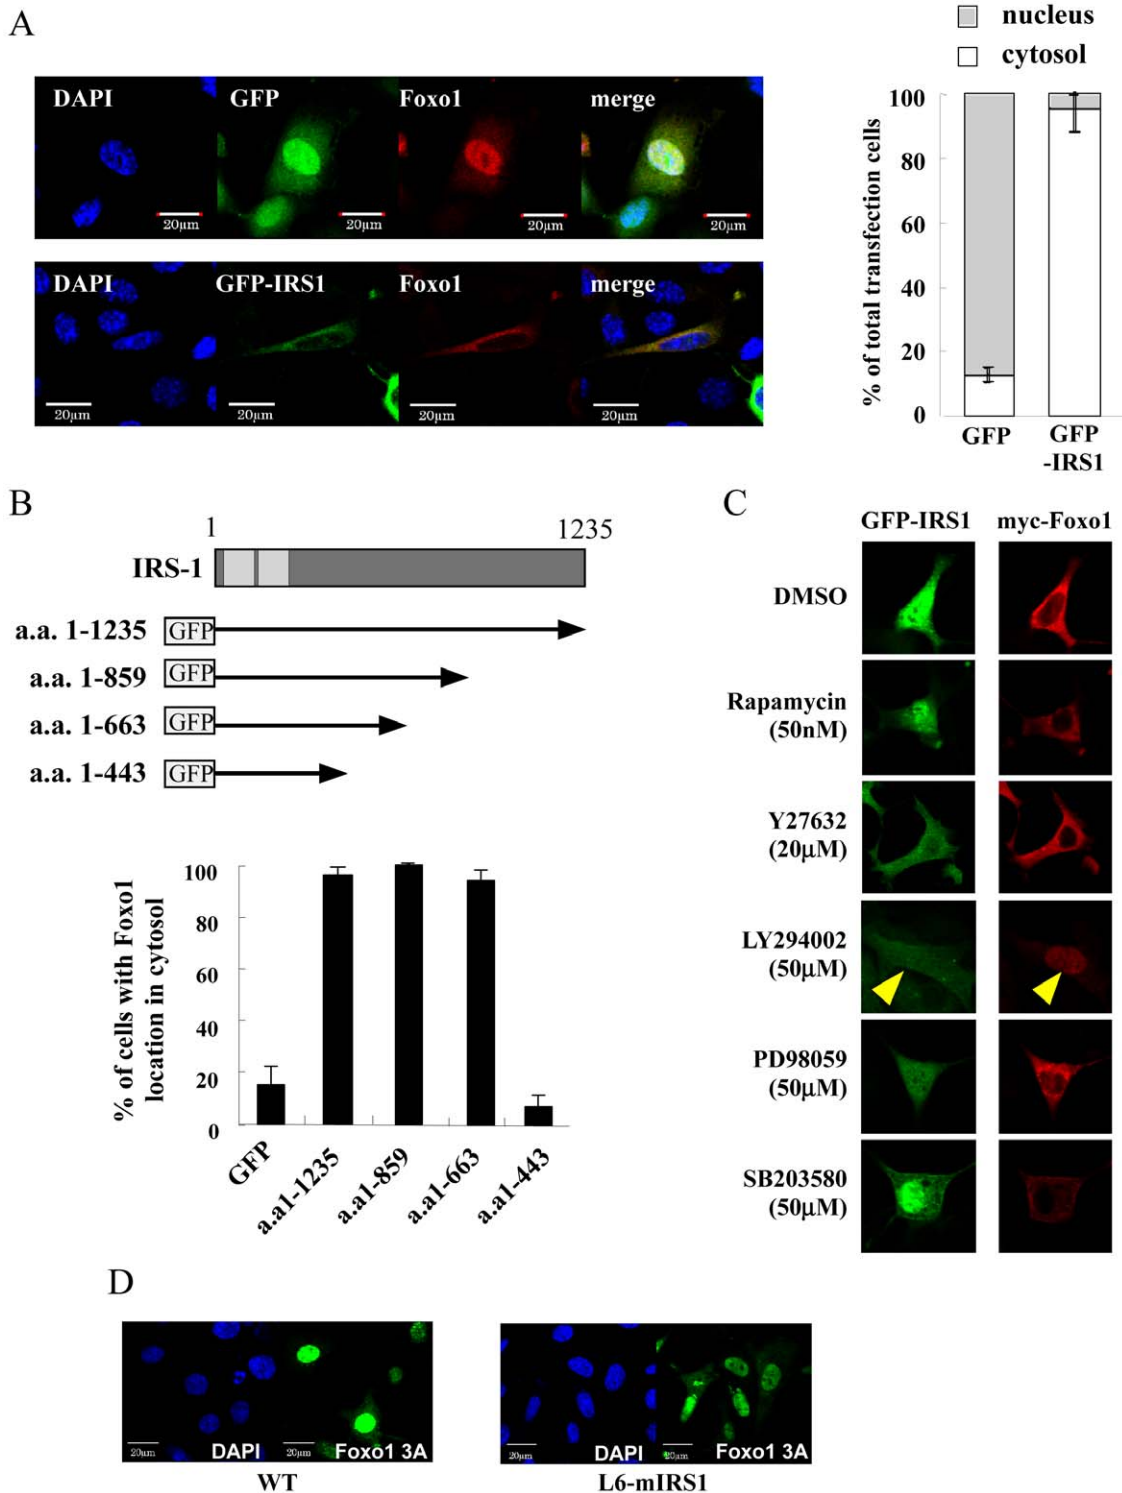 A
nucleus
cytosol
DAPI GFP Foxo1 merge
20μm 20μm 20μm 20μm
DAPI GFP-IRS1 Foxo1 merge
20μm 20μm 20μm 20μm
% of total transfection cells
100
80
60
40
20
0
GFP GFP
-IRS1
B
1 1235
IRS-1
a.a. 1-1235 GFP
a.a. 1-859 GFP
a.a. 1-663 GFP
a.a. 1-443 GFP
% of cells with Foxo1
location in cytosol
100
80
60
40
20
0
GFP a.a1-1235 a.a1-859 a.a1-663 a.a1-443
C
GFP-IRS1 myc-Foxo1
DMSO
Rapamycin
(50nM)
Y27632
(20μM)
LY294002
(50μM)
PD98059
(50μM)
SB203580
(50μM)
D
20μm DAPI 20μm Foxo1 3A
WT
20μm DAPI 20μm Foxo1 3A
L6-mIRS1